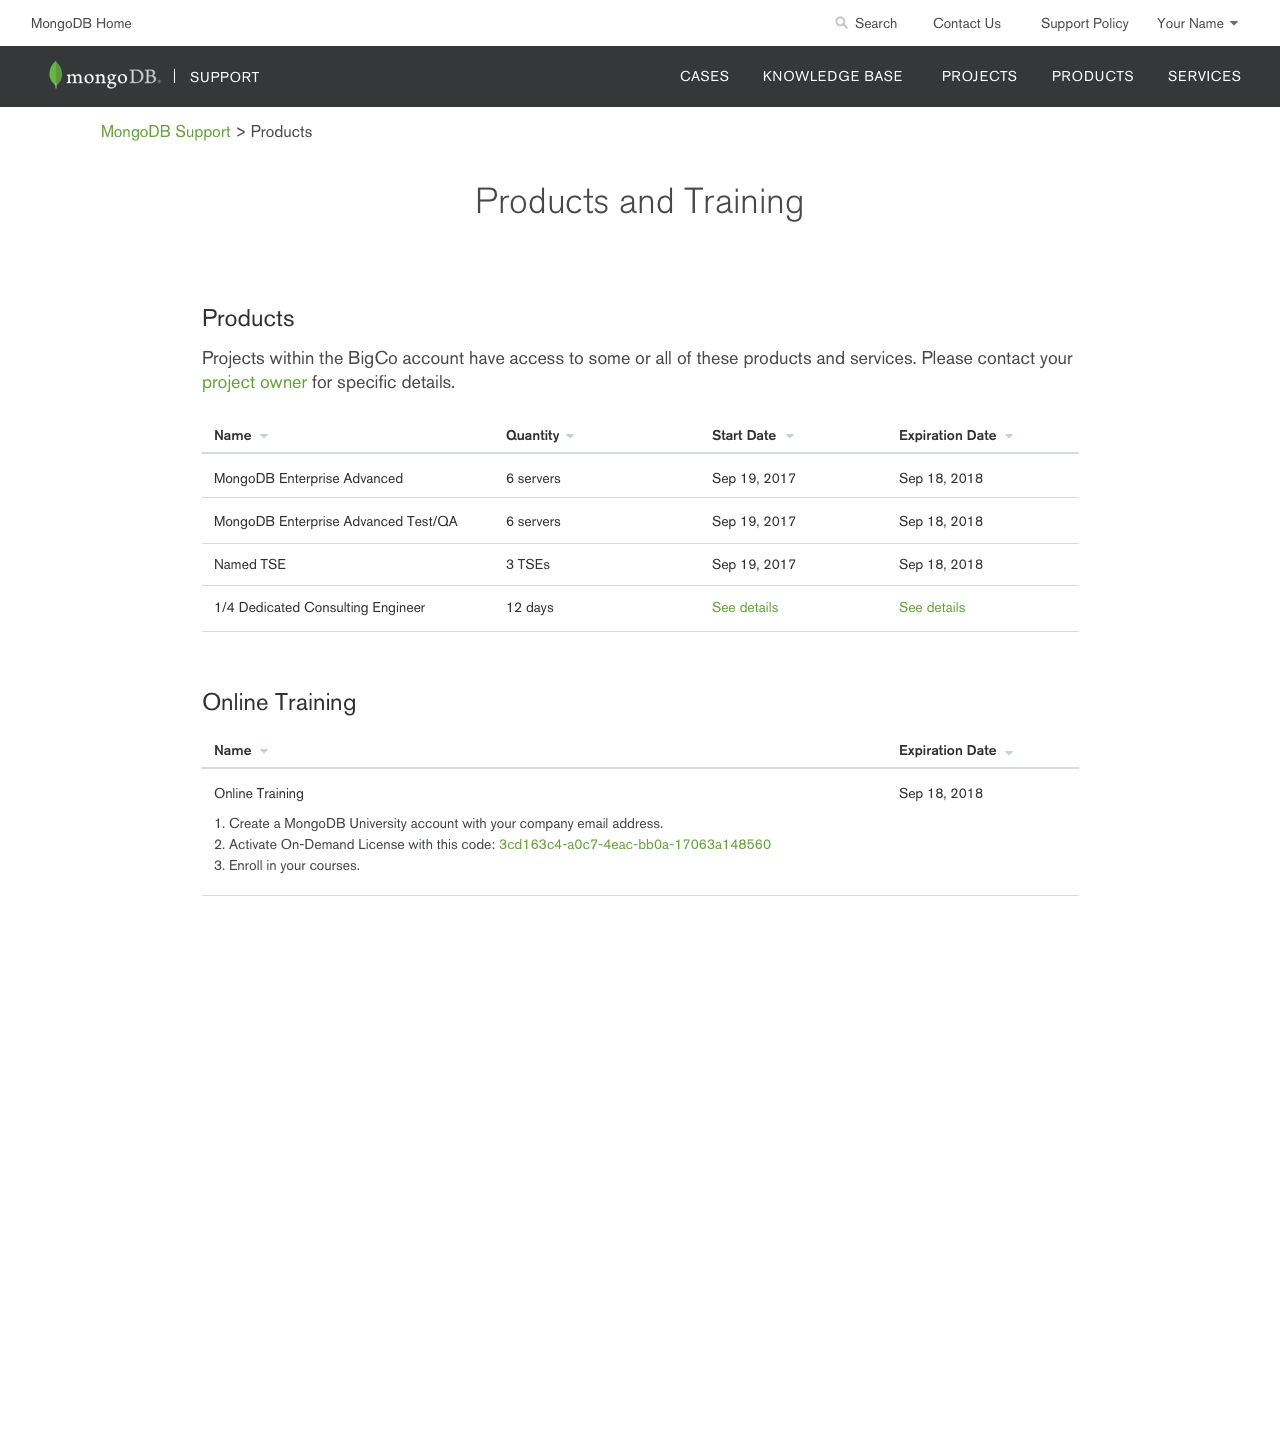 MongoDB Home Search Contact Us Support Policy Your Name
mongoDB. SUPPORT CASES KNOWLEDGE BASE PROJECTS PRODUCTS SERVICES
MongoDB Support > Products
Products and Training
Products
Projects within the BigCo account have access to some or all of these products and services. Please contact your
project owner for specific details.
Name Quantity Start Date Expiration Date
MongoDB Enterprise Advanced 6 servers Sep 19, 2017 Sep 18, 2018
MongoDB Enterprise Advanced Test/QA 6 servers Sep 19, 2017 Sep 18, 2018
Named TSE 3 TSEs Sep 19, 2017 Sep 18, 2018
1/4 Dedicated Consulting Engineer 12 days See details See details
Online Training
Name Expiration Date
Online Training Sep 18, 2018
1. Create a MongoDB University account with your company email address.
2. Activate On-Demand License with this code: 3cd163c4-a0c7-4eac-bb0a-17063a148560
3. Enroll in your courses.